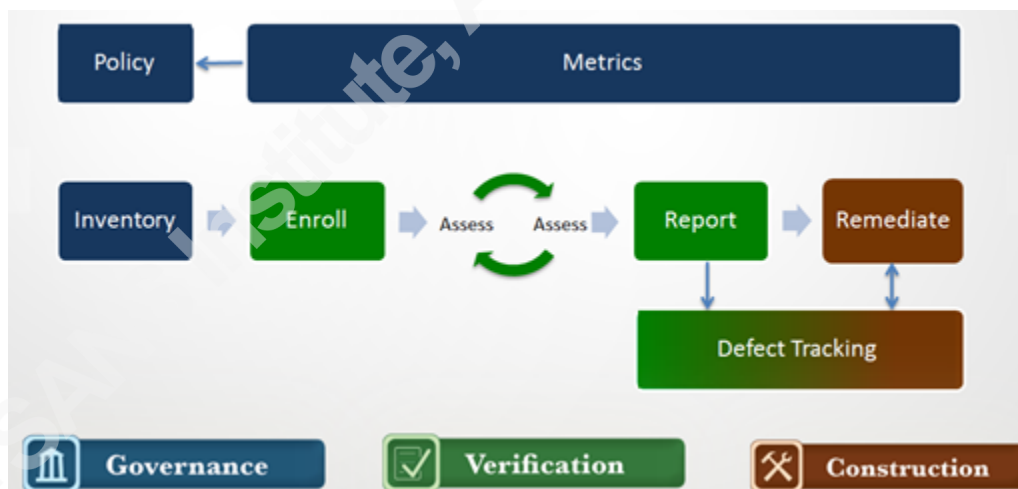 Policy
Metrics
Inventory
Enroll
Assess
Assess
Report
Remediate
Defect Tracking
Governance
Verification
Construction